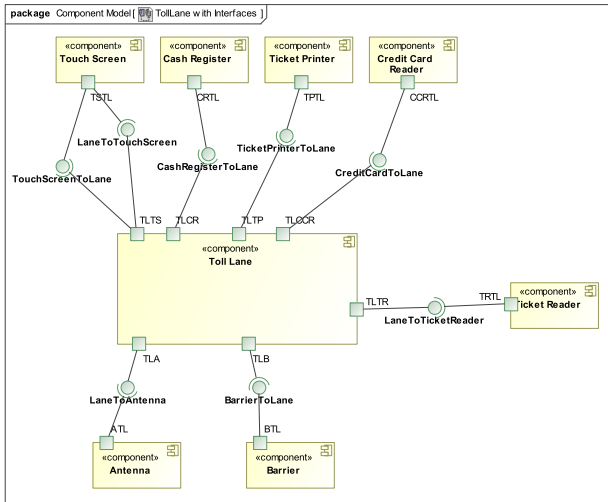 package Component Model[ TollLane with Interfaces ]
«component»
Touch Screen
«component»
Cash Register
«component»
Ticket Printer
«component»
Credit Card
Reader
TSTL
CRTL
TPTL
CCRTL
LaneToTouchScreen
TicketPrinterToLane
CashRegisterToLane
CreditCardToLane
TouchScreenToLane
TLTS
TLCR
TLTP
TLCCR
«component»
Toll Lane
TLTR
TRTL
«component»
Ticket Reader
LaneToTicketReader
TLA
TLB
LaneToAntenna
BarrierToLane
ATL
BTL
«component»
Antenna
«component»
Barrier